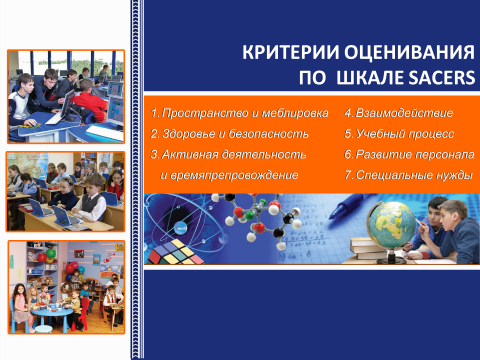 КРИТЕРИИ ОЦЕНИВАНИЯ
ПО ШКАЛЕ SACERS
1. Пространство и меблировка
2. Здоровье и безопасность
3. Активная деятельность
и времяпрепровождение
4. Взаимодействие
5. Учебный процесс
6. Развитие персонала
7. Специальные нужды